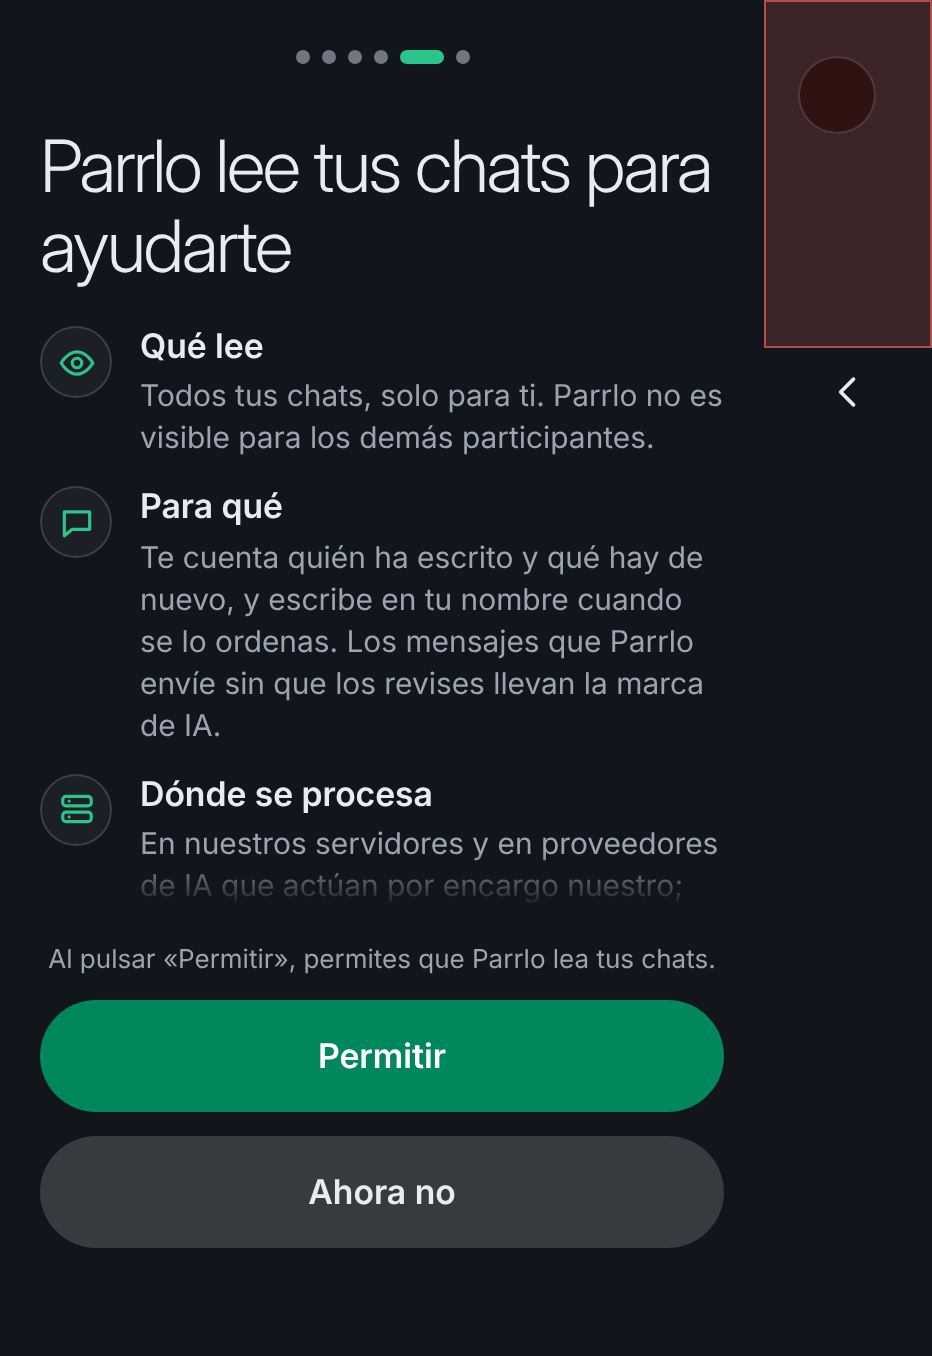 Parrlo lee tus chats para
ayudarte
Qué lee
Todos tus chats, solo para ti. Parrlo no es
visible para los demás participantes.
Para qué
Te cuenta quién ha escrito y qué hay de
nuevo, y escribe en tu nombre cuando
se lo ordenas. Los mensajes que Parrlo
envíe sin que los revises llevan la marca
de IA.
Dónde se procesa
En nuestros servidores y en proveedores
de IA que actúan por encargo nuestro;
Al pulsar «Permitir», permites que Parrlo lea tus chats.
Permitir
Ahora no